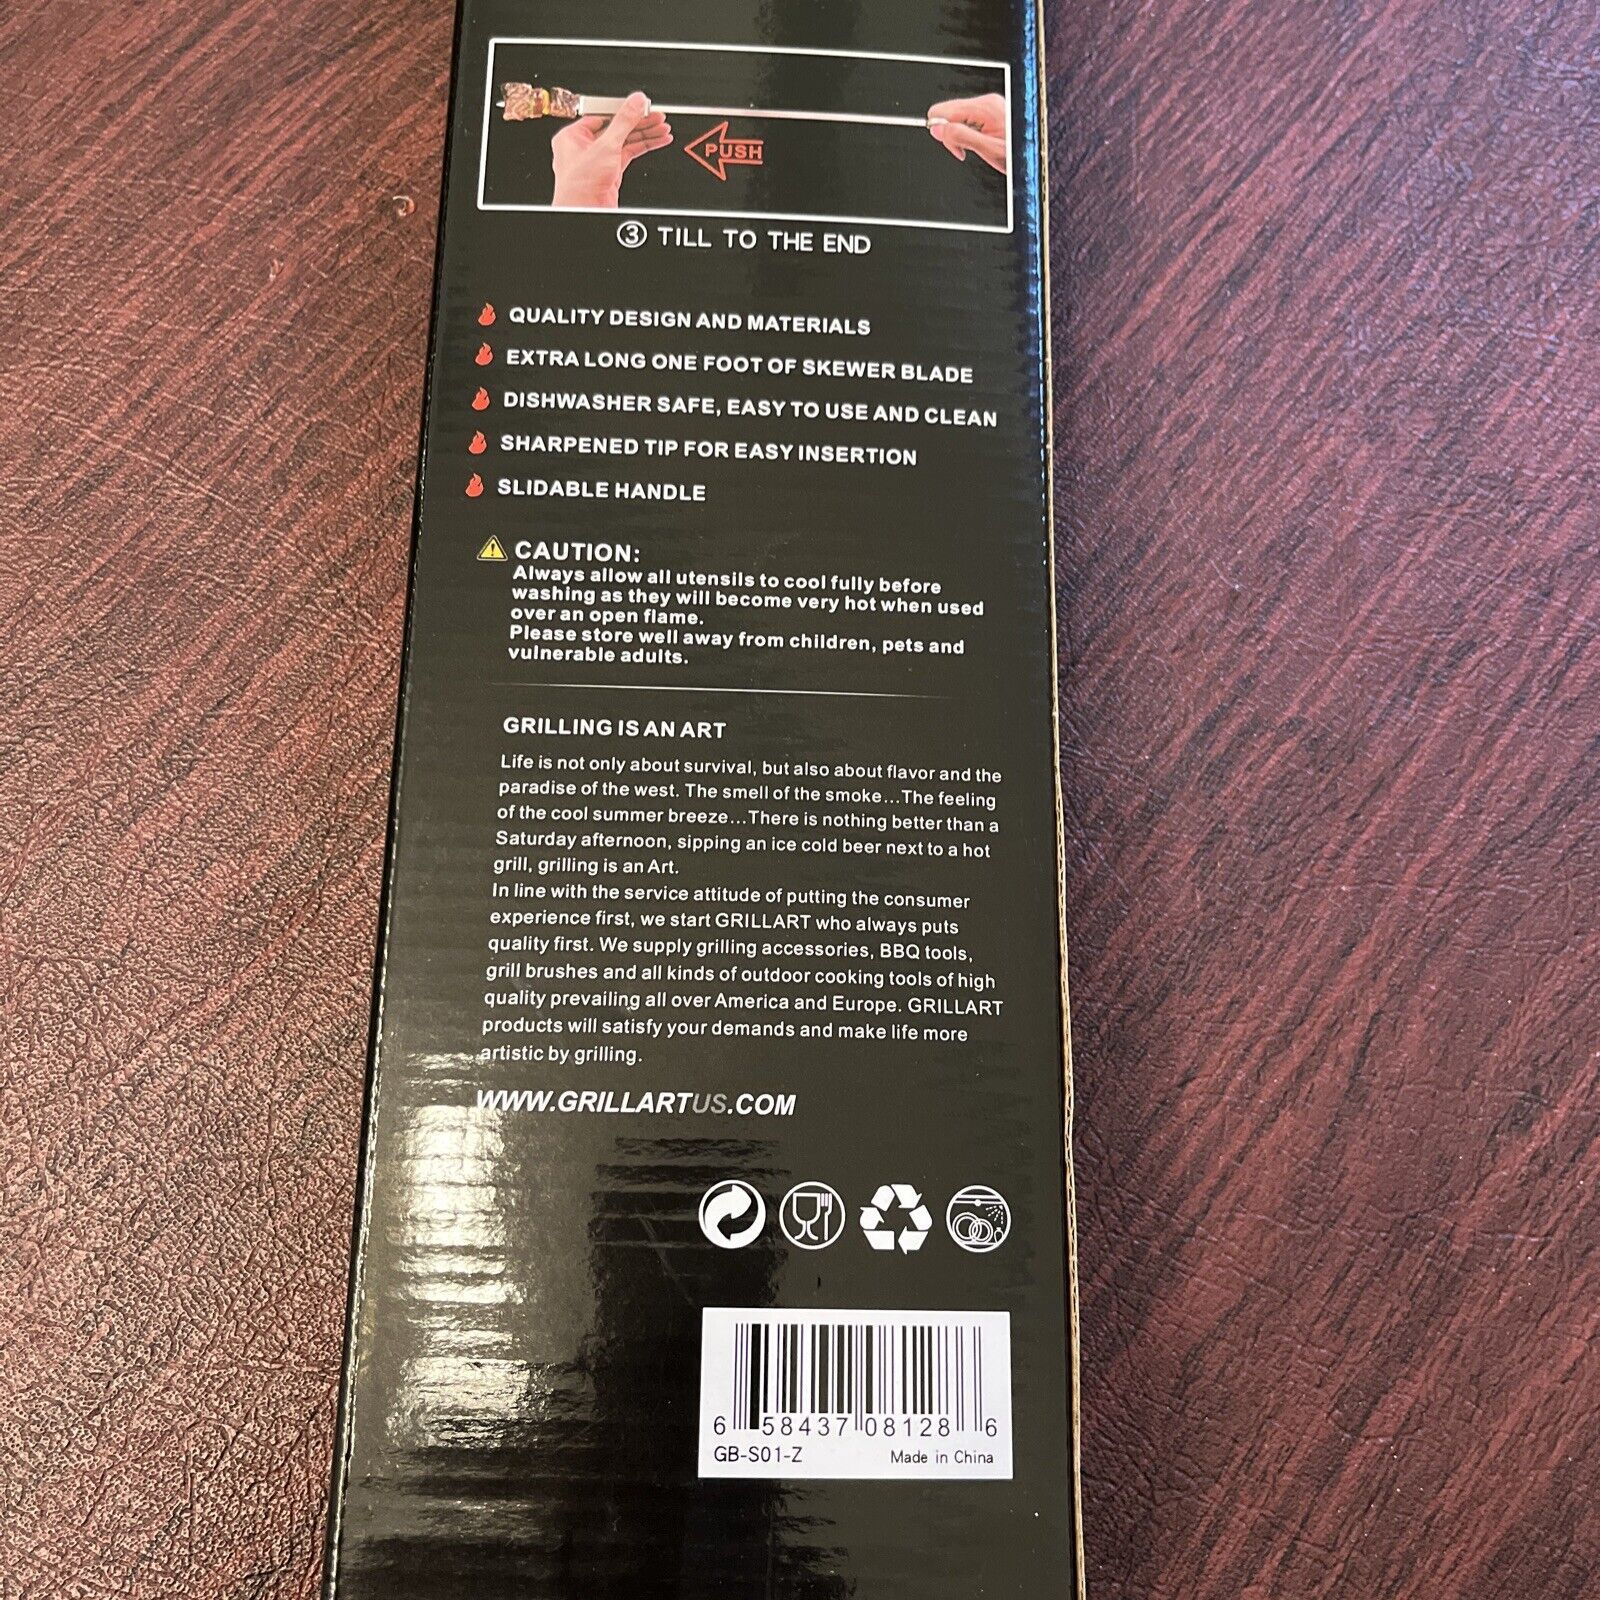 PUSH
③ TILL TO THE END
QUALITY DESIGN AND MATERIALS
EXTRA LONG ONE FOOT OF SKEWER BLADE
DISHWASHER SAFE, EASY TO USE AND CLEAN
SHARPENED TIP FOR EASY INSERTION
SLIDABLE HANDLE
CAUTION:
Always allow all utensils to cool fully before
washing as they will become very hot when used
over an open flame.
Please store well away from children, pets and
vulnerable adults.
GRILLING IS AN ART
Life is not only about survival, but also about flavor and the
paradise of the west. The smell of the smoke...The feeling
of the cool summer breeze...There is nothing better than a
Saturday afternoon, sipping an ice cold beer next to a hot
grill, grilling is an Art.
In line with the service attitude of putting the consumer
experience first, we start GRILLART who always puts
quality first. We supply grilling accessories, BBQ tools,
grill brushes and all kinds of outdoor cooking tools of high
quality prevailing all over America and Europe. GRILLART
products will satisfy your demands and make life more
artistic by grilling.
WWW.GRILLARTUS.COM
6 58437 08128 6
GB-S01-Z Made in China